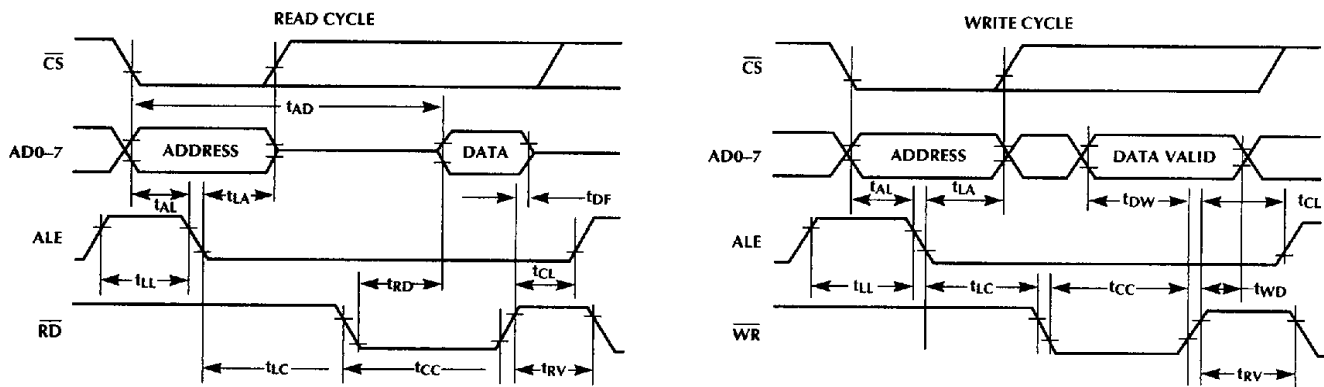 READ CYCLE
CS
tAD
AD0–7
ADDRESS
DATA
tAL
tLA
tDF
ALE
tLL
tRD
tCL
RD
tLC
tCC
tRV
WRITE CYCLE
CS
AD0–7
ADDRESS
DATA VALID
tAL
tLA
tDW
tCL
ALE
tLL
tLC
tCC
tWD
WR
tRV